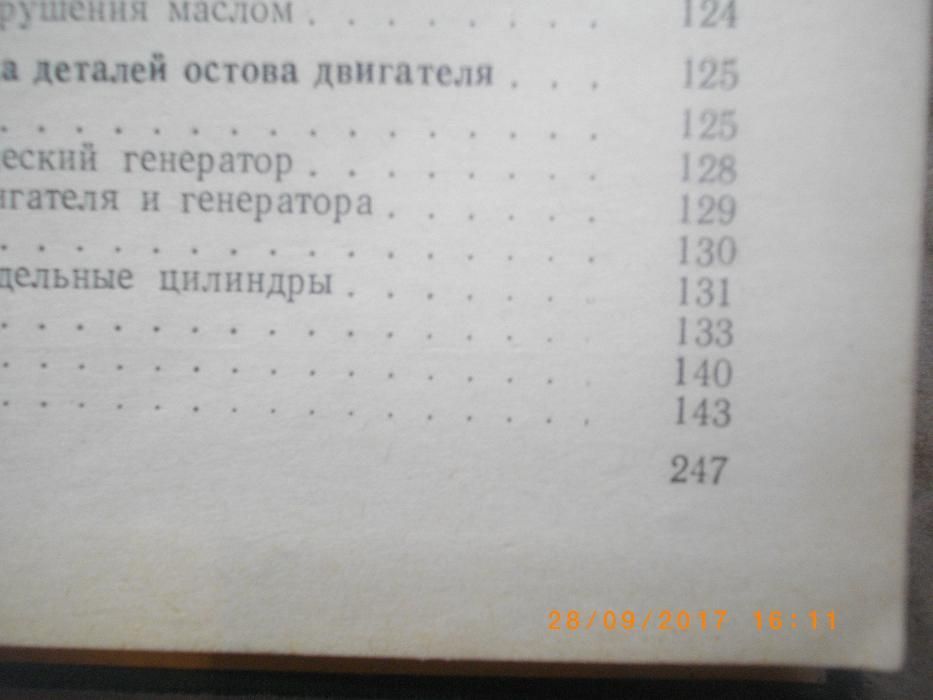 рушения маслом . . . . . . . . 124
а деталей остова двигателя . . . 125
. . . . . . . . . . . . . . . . . 125
еский генератор . . . . . . . . 128
гателя и генератора . . . . . . 129
. . . . . . . . . . . . . . . . 130
дельные цилиндры . . . . . . . 131
. . . . . . . . . . . . . . . . 133
. . . . . . . . . . . . . . . . 140
. . . . . . . . . . . . . . . . 143
247
28/09/2017 16:11